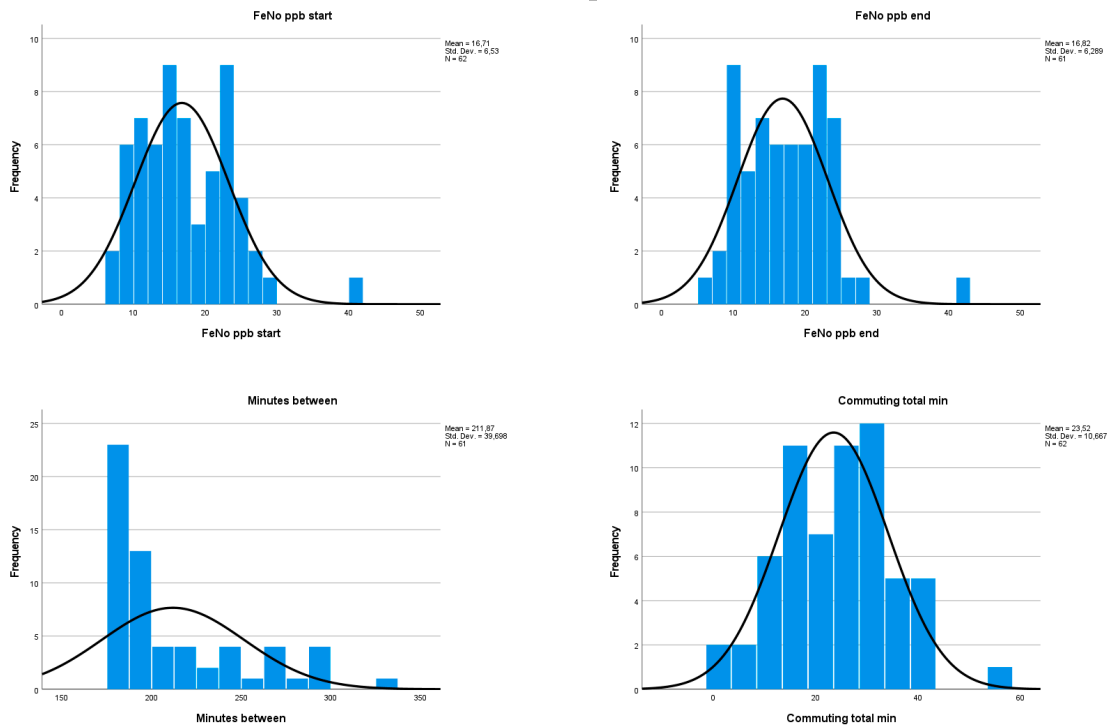 FeNo ppb start
Mean = 16,71
Std. Dev. = 6,53
N = 62
10
8
6
4
2
0
Frequency
0 10 20 30 40 50
FeNo ppb start
FeNo ppb end
Mean = 16,82
Std. Dev. = 6,289
N = 61
10
8
6
4
2
0
Frequency
0 10 20 30 40 50
FeNo ppb end
Minutes between
Mean = 211,87
Std. Dev. = 39,698
N = 61
25
20
15
10
5
0
Frequency
150 200 250 300 350
Minutes between
Commuting total min
Mean = 23,52
Std. Dev. = 10,667
N = 62
12
10
8
6
4
2
0
Frequency
0 20 40 60
Commuting total min